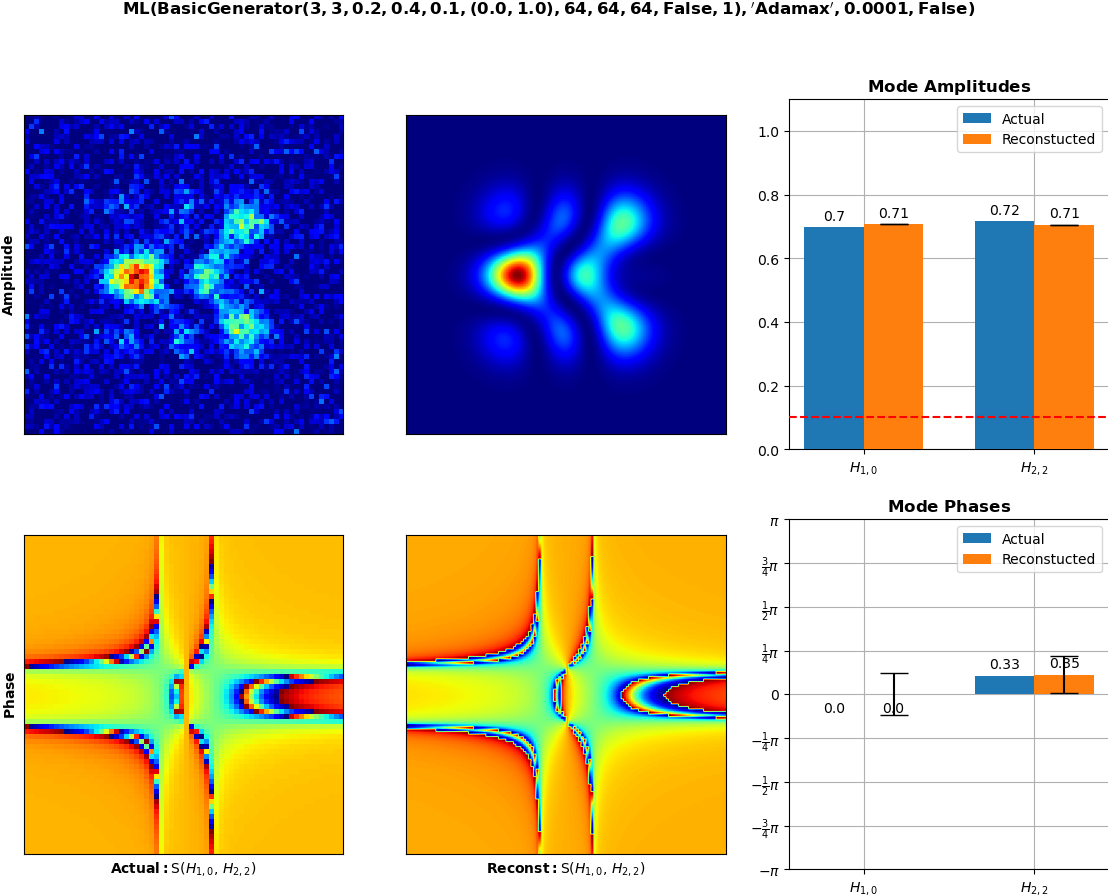 ML(BasicGenerator(3, 3, 0.2, 0.4, 0.1, (0.0, 1.0), 64, 64, 64, False, 1), ′Adamax′, 0.0001, False)
Amplitude
Mode Amplitudes
Actual
Reconstucted
1.0
0.8
0.6
0.4
0.2
0.0
0.7
0.71
0.72
0.71
H1,0
H2,2
Phase
Actual: S(H1,0, H2,2)
Reconst: S(H1,0, H2,2)
Mode Phases
Actual
Reconstucted
π
3/4π
1/2π
1/4π
0
−1/4π
−1/2π
−3/4π
−π
0.0
0.0
0.33
0.35
H1,0
H2,2